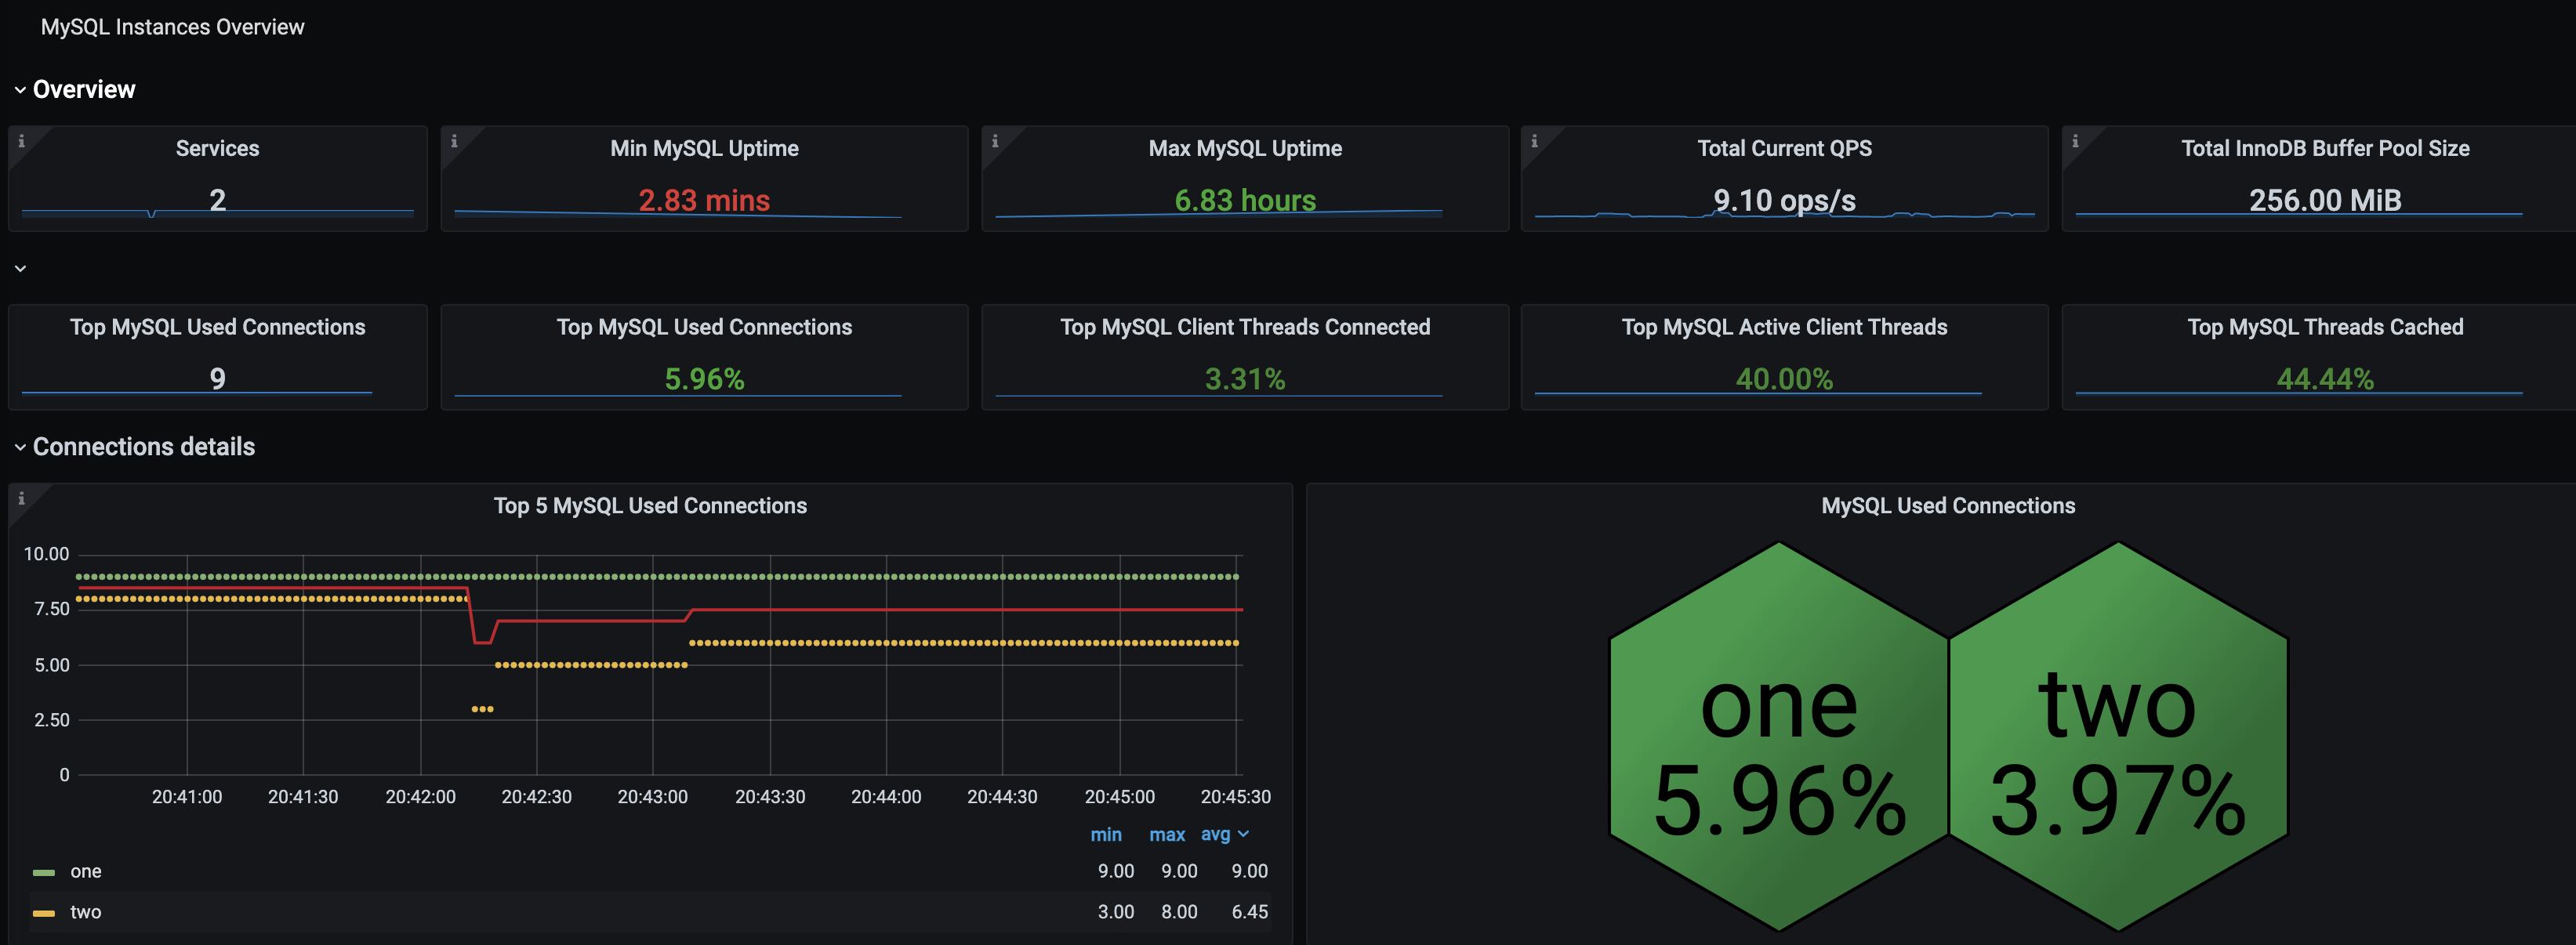 MySQL Instances Overview
Overview
Services
2
Min MySQL Uptime
2.83 mins
Max MySQL Uptime
6.83 hours
Total Current QPS
9.10 ops/s
Total InnoDB Buffer Pool Size
256.00 MiB
Top MySQL Used Connections
9
Top MySQL Used Connections
5.96%
Top MySQL Client Threads Connected
3.31%
Top MySQL Active Client Threads
40.00%
Top MySQL Threads Cached
44.44%
Connections details
Top 5 MySQL Used Connections
10.00
7.50
5.00
2.50
0
20:41:00 20:41:30 20:42:00 20:42:30 20:43:00 20:43:30 20:44:00 20:44:30 20:45:00 20:45:30
min max avg
one 9.00 9.00 9.00
two 3.00 8.00 6.45
MySQL Used Connections
one
5.96%
two
3.97%